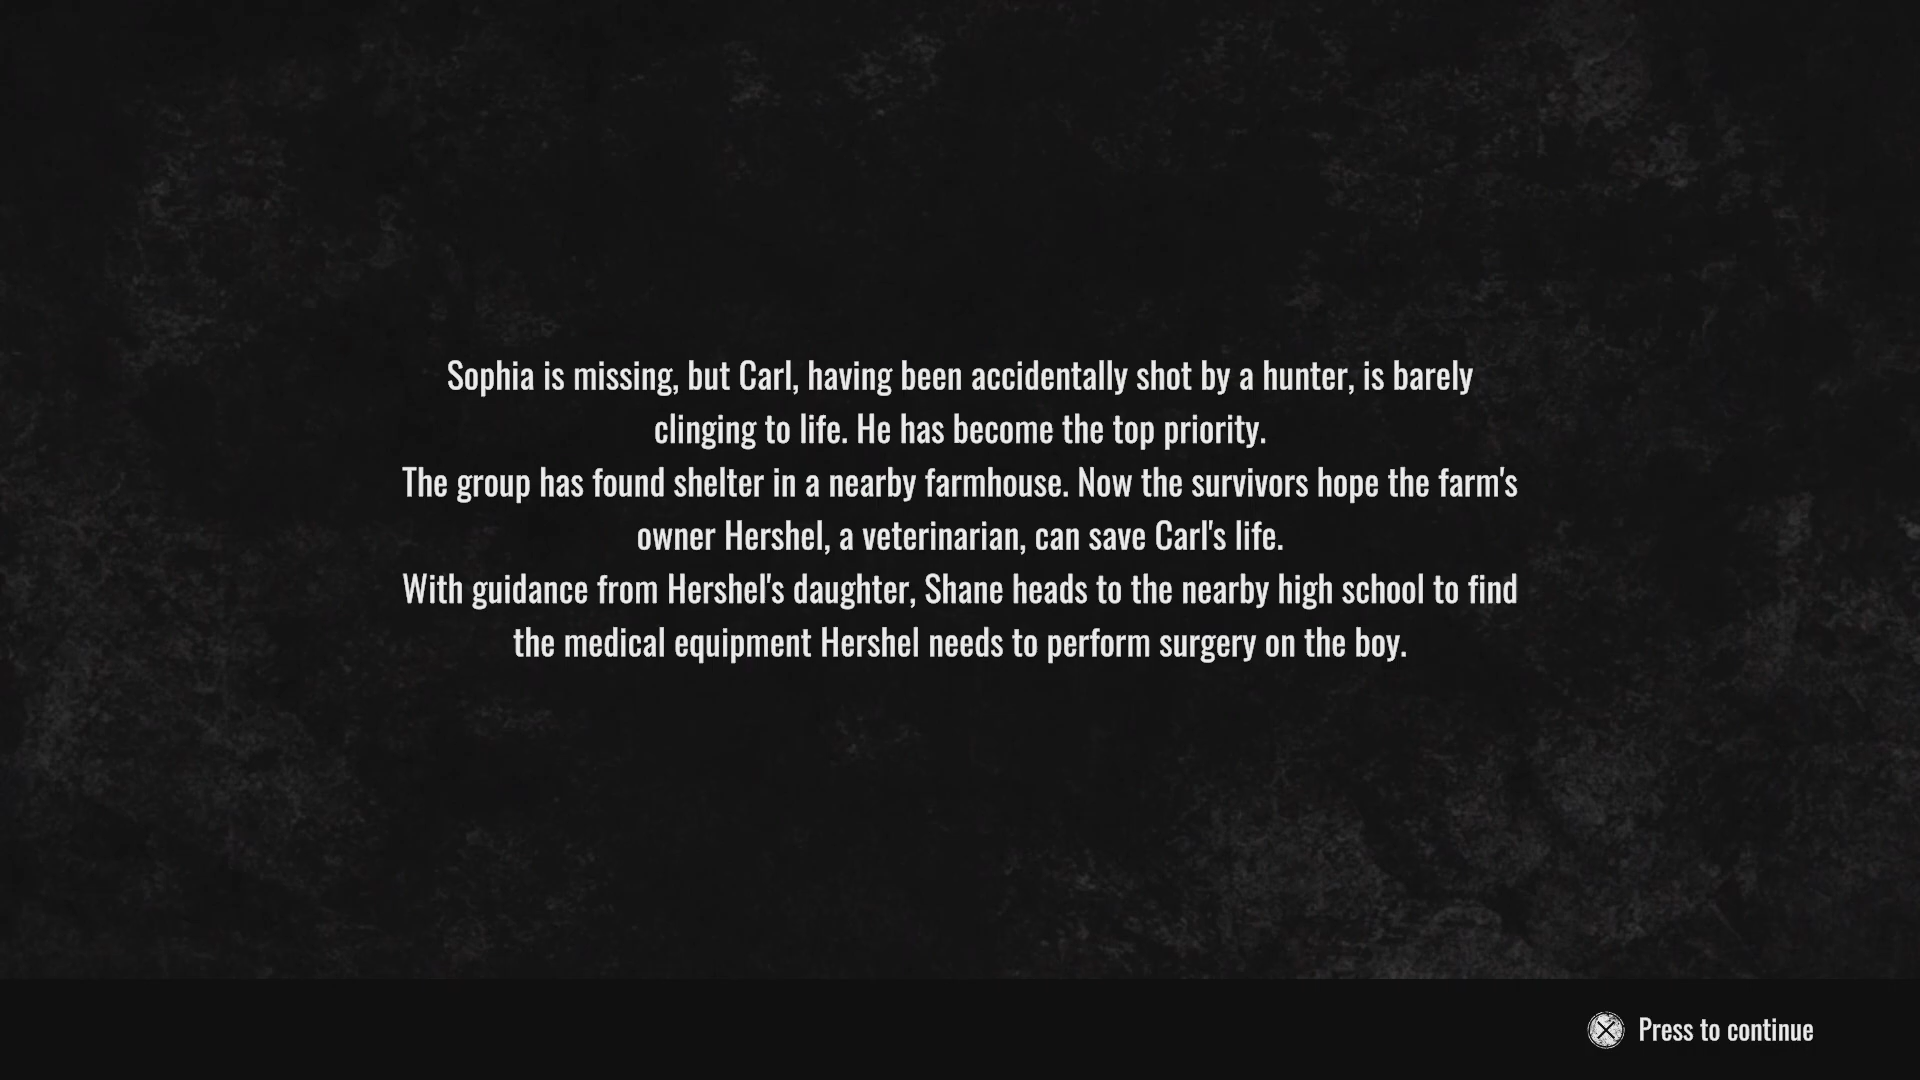 Sophia is missing, but Carl, having been accidentally shot by a hunter, is barely
clinging to life. He has become the top priority.
The group has found shelter in a nearby farmhouse. Now the survivors hope the farm's
owner Hershel, a veterinarian, can save Carl's life.
With guidance from Hershel's daughter, Shane heads to the nearby high school to find
the medical equipment Hershel needs to perform surgery on the boy.
Press to continue